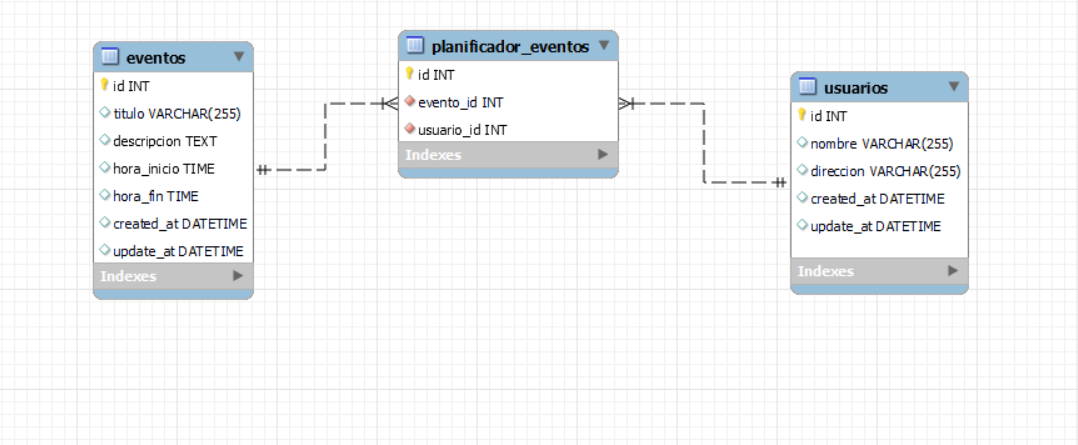 eventos
id INT
titulo VARCHAR(255)
descripcion TEXT
hora_inicio TIME
hora_fin TIME
created_at DATETIME
update_at DATETIME
Indexes
planificador_eventos
id INT
evento_id INT
usuario_id INT
Indexes
usuarios
id INT
nombre VARCHAR(255)
direccion VARCHAR(255)
created_at DATETIME
update_at DATETIME
Indexes